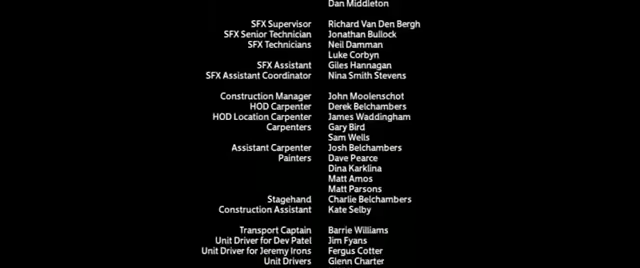 Dan Middleton
SFX Supervisor Richard Van Den Bergh
SFX Senior Technician Jonathan Bullock
SFX Technicians Neil Damman
Luke Corbyn
SFX Assistant Giles Hannagan
SFX Assistant Coordinator Nina Smith Stevens
Construction Manager John Moolenschot
HOD Carpenter Derek Belchambers
HOD Location Carpenter James Waddingham
Carpenters Gary Bird
Sam Wells
Assistant Carpenter Josh Belchambers
Painters Dave Pearce
Dina Karklina
Matt Amos
Matt Parsons
Stagehand Charlie Belchambers
Construction Assistant Kate Selby
Transport Captain Barrie Williams
Unit Driver for Dev Patel Jim Fyans
Unit Driver for Jeremy Irons Fergus Cotter
Unit Drivers Glenn Charter